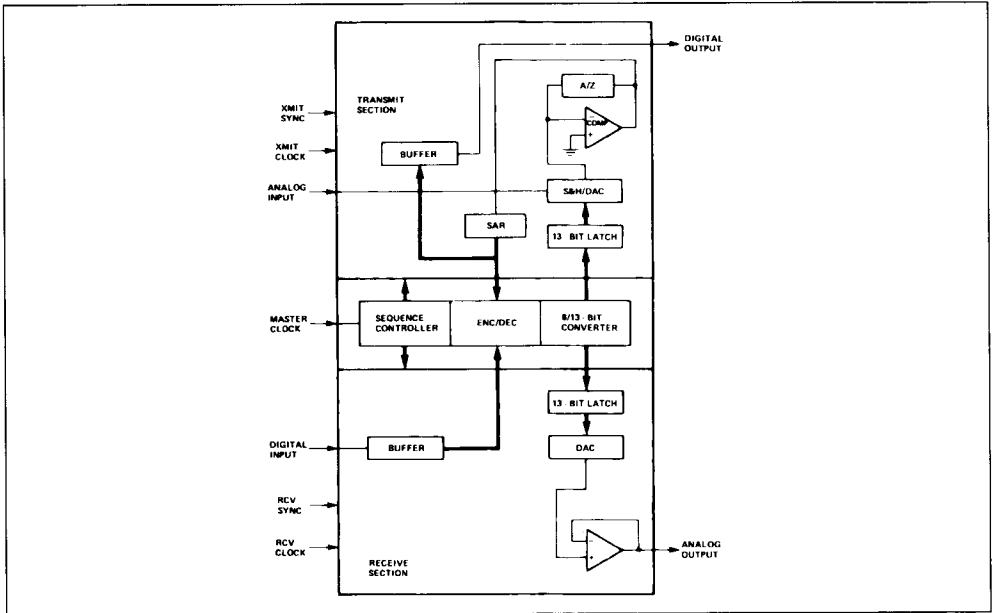 DIGITAL
OUTPUT
A/Z
TRANSMIT
SECTION
XMIT
SYNC
COMP
-
+
XMIT
CLOCK
BUFFER
ANALOG
INPUT
S&H/DAC
SAR
13-BIT LATCH
MASTER
CLOCK
SEQUENCE
CONTROLLER
ENC/DEC
8/13-BIT
CONVERTER
13-BIT LATCH
DIGITAL
INPUT
BUFFER
DAC
RCV
SYNC
-
+
RCV
CLOCK
ANALOG
OUTPUT
RECEIVE
SECTION